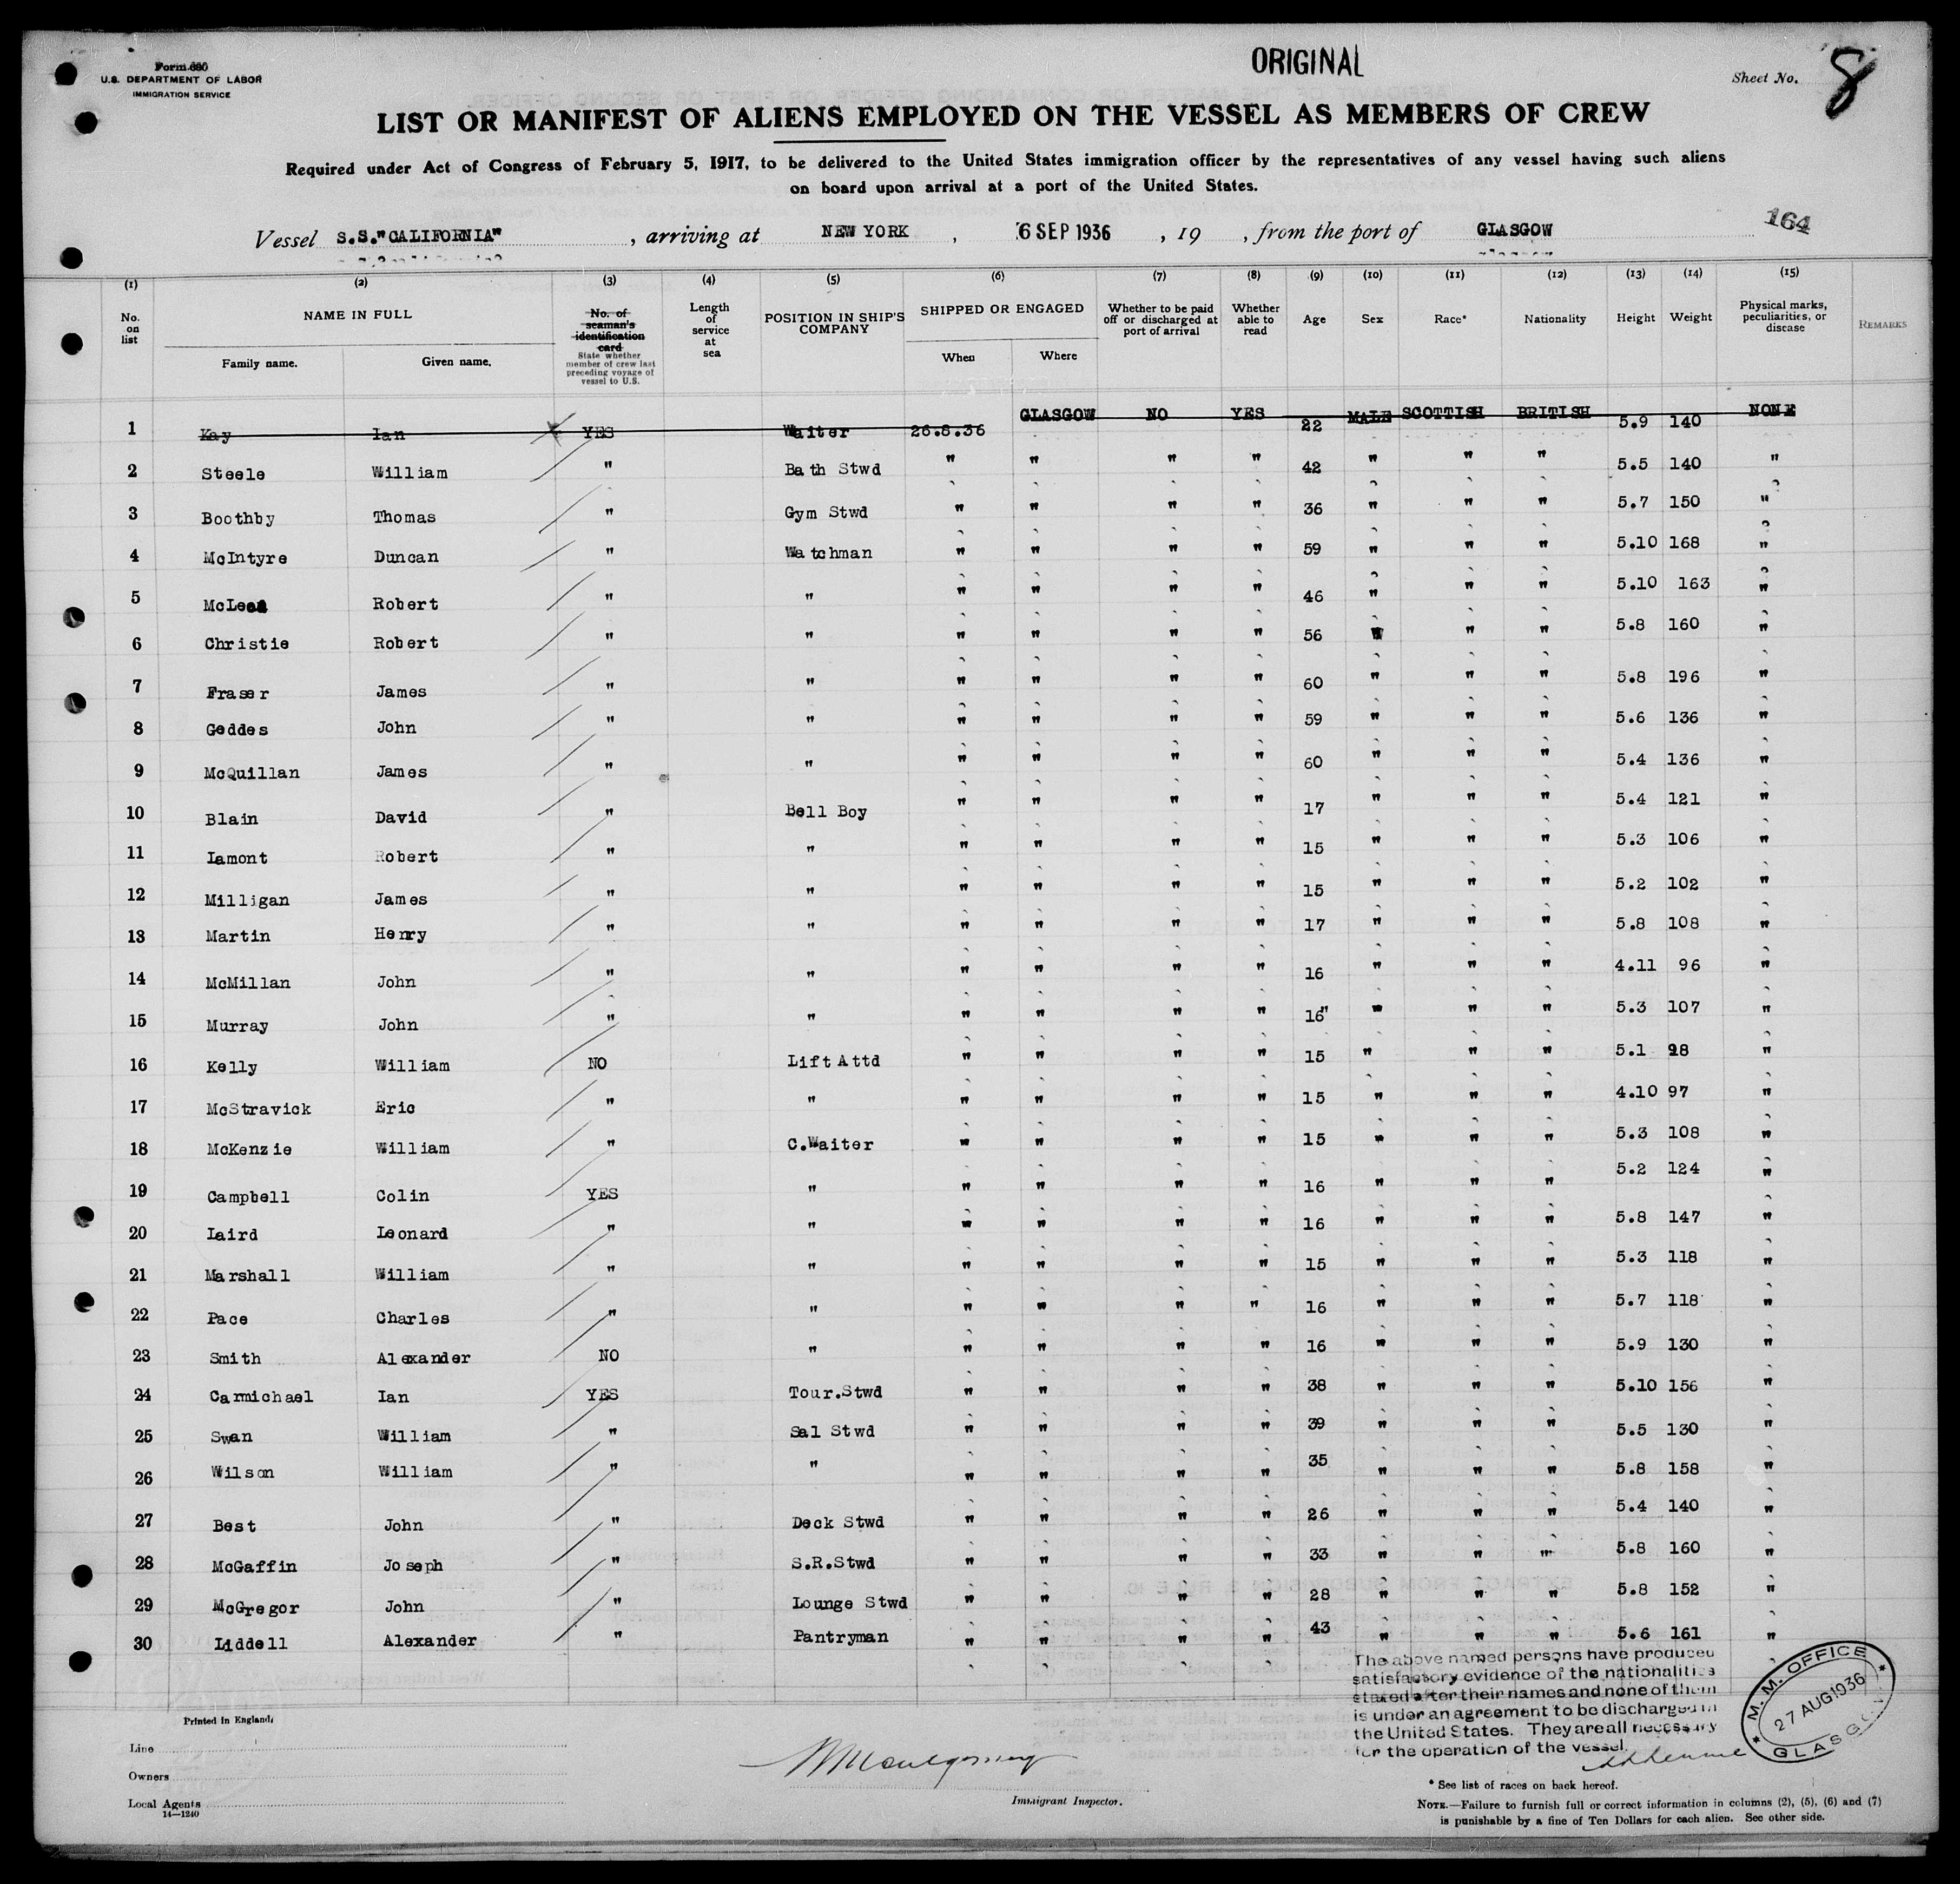 ORIGINAL
Form 680
U.S. DEPARTMENT OF LABOR
IMMIGRATION SERVICE
Sheet No. 8
LIST OR MANIFEST OF ALIENS EMPLOYED ON THE VESSEL AS MEMBERS OF CREW
Required under Act of Congress of February 5, 1917, to be delivered to the United States immigration officer by the representatives of any vessel having such aliens
on board upon arrival at a port of the United States.
164
Vessel S.S."CALIFORNIA", arriving at NEW YORK, 6 SEP 1936, 19 , from the port of GLASGOW
(1) (2) (3) (4) (5) (6) (7) (8) (9) (10) (11) (12) (13) (14) (15)
No. on list
NAME IN FULL
Family name. Given name.
No. of seaman's identification card
State whether member of crew last preceding voyage of vessel to U.S.
Length of service at sea
POSITION IN SHIP'S COMPANY
SHIPPED OR ENGAGED
When Where
Whether to be paid off or discharged at port of arrival
Whether able to read
Age
Sex
Race*
Nationality
Height
Weight
Physical marks, peculiarities, or disease
REMARKS
1 Kay Ian YES Waiter 26.8.36 GLASGOW NO YES 22 MALE SCOTTISH BRITISH 5.9 140 NONE
2 Steele William " Bath Stwd " " " " 42 " " " 5.5 140 "
3 Boothby Thomas " Gym Stwd " " " " 36 " " " 5.7 150 "
4 McIntyre Duncan " Watchman " " " " 59 " " " 5.10 168 "
5 Robert " " " " " " 46 " " " 5.10 163 "
6 Christie Robert " " " " " " 56 " " " 5.8 160 "
7 Fraser James " " " " " " 60 " " " 5.8 196 "
8 Geddes John " " " " " " 59 " " " 5.6 136 "
9 McQuillan James " " " " " " 60 " " " 5.4 136 "
10 Blain David " Bell Boy " " " " 17 " " " 5.4 121 "
11 Lamont Robert " " " " " " 15 " " " 5.3 106 "
12 Milligan James " " " " " " 15 " " " 5.2 102 "
13 Martin Henry " " " " " " 17 " " " 5.8 108 "
14 McMillan John " " " " " " 16 " " " 4.11 96 "
15 Murray John " " " " " " 16" " " " 5.3 107 "
16 Kelly William NO Lift Attd " " " " 15 " " " 5.1 98 "
17 McStravick Eric " " " " " " 15 " " " 4.10 97 "
18 McKenzie William " C.Waiter " " " " 15 " " " 5.3 108 "
19 Campbell Colin YES " " " " " 16 " " " 5.2 124 "
20 Laird Leonard " " " " " " 16 " " " 5.8 147 "
21 Marshall William " " " " " " 15 " " " 5.3 118 "
22 Pace Charles " " " " " " 16 " " " 5.7 118 "
23 Smith Alexander NO " " " " " 16 " " " 5.9 130 "
24 Carmichael Ian YES Tour.Stwd " " " " 38 " " " 5.10 156 "
25 Swan William " Sal Stwd " " " " 39 " " " 5.5 130 "
26 Wilson William " " " " " " 35 " " " 5.8 158 "
27 Best John " Deck Stwd " " " " 26 " " " 5.4 140 "
28 McGaffin Joseph " S.R.Stwd " " " " 33 " " " 5.8 160 "
29 McGregor John " Lounge Stwd " " " " 28 " " " 5.8 152 "
30 Liddell Alexander " Pantryman " " " " 43 " " " 5.6 161 "
The above named persons have produced
satisfactory evidence of the nationalities
stated after their names and none of them
is under an agreement to be discharged in
the United States. They are all necessary
for the operation of the vessel.
M. M. OFFICE
27 AUG 1936
GLASGOW
Printed in England.
Line
Owners
Local Agents
14—1240
Montgomery
Immigrant Inspector.
* See list of races on back hereof.
NOTE.—Failure to furnish full or correct information in columns (2), (5), (6) and (7)
is punishable by a fine of Ten Dollars for each alien. See other side.